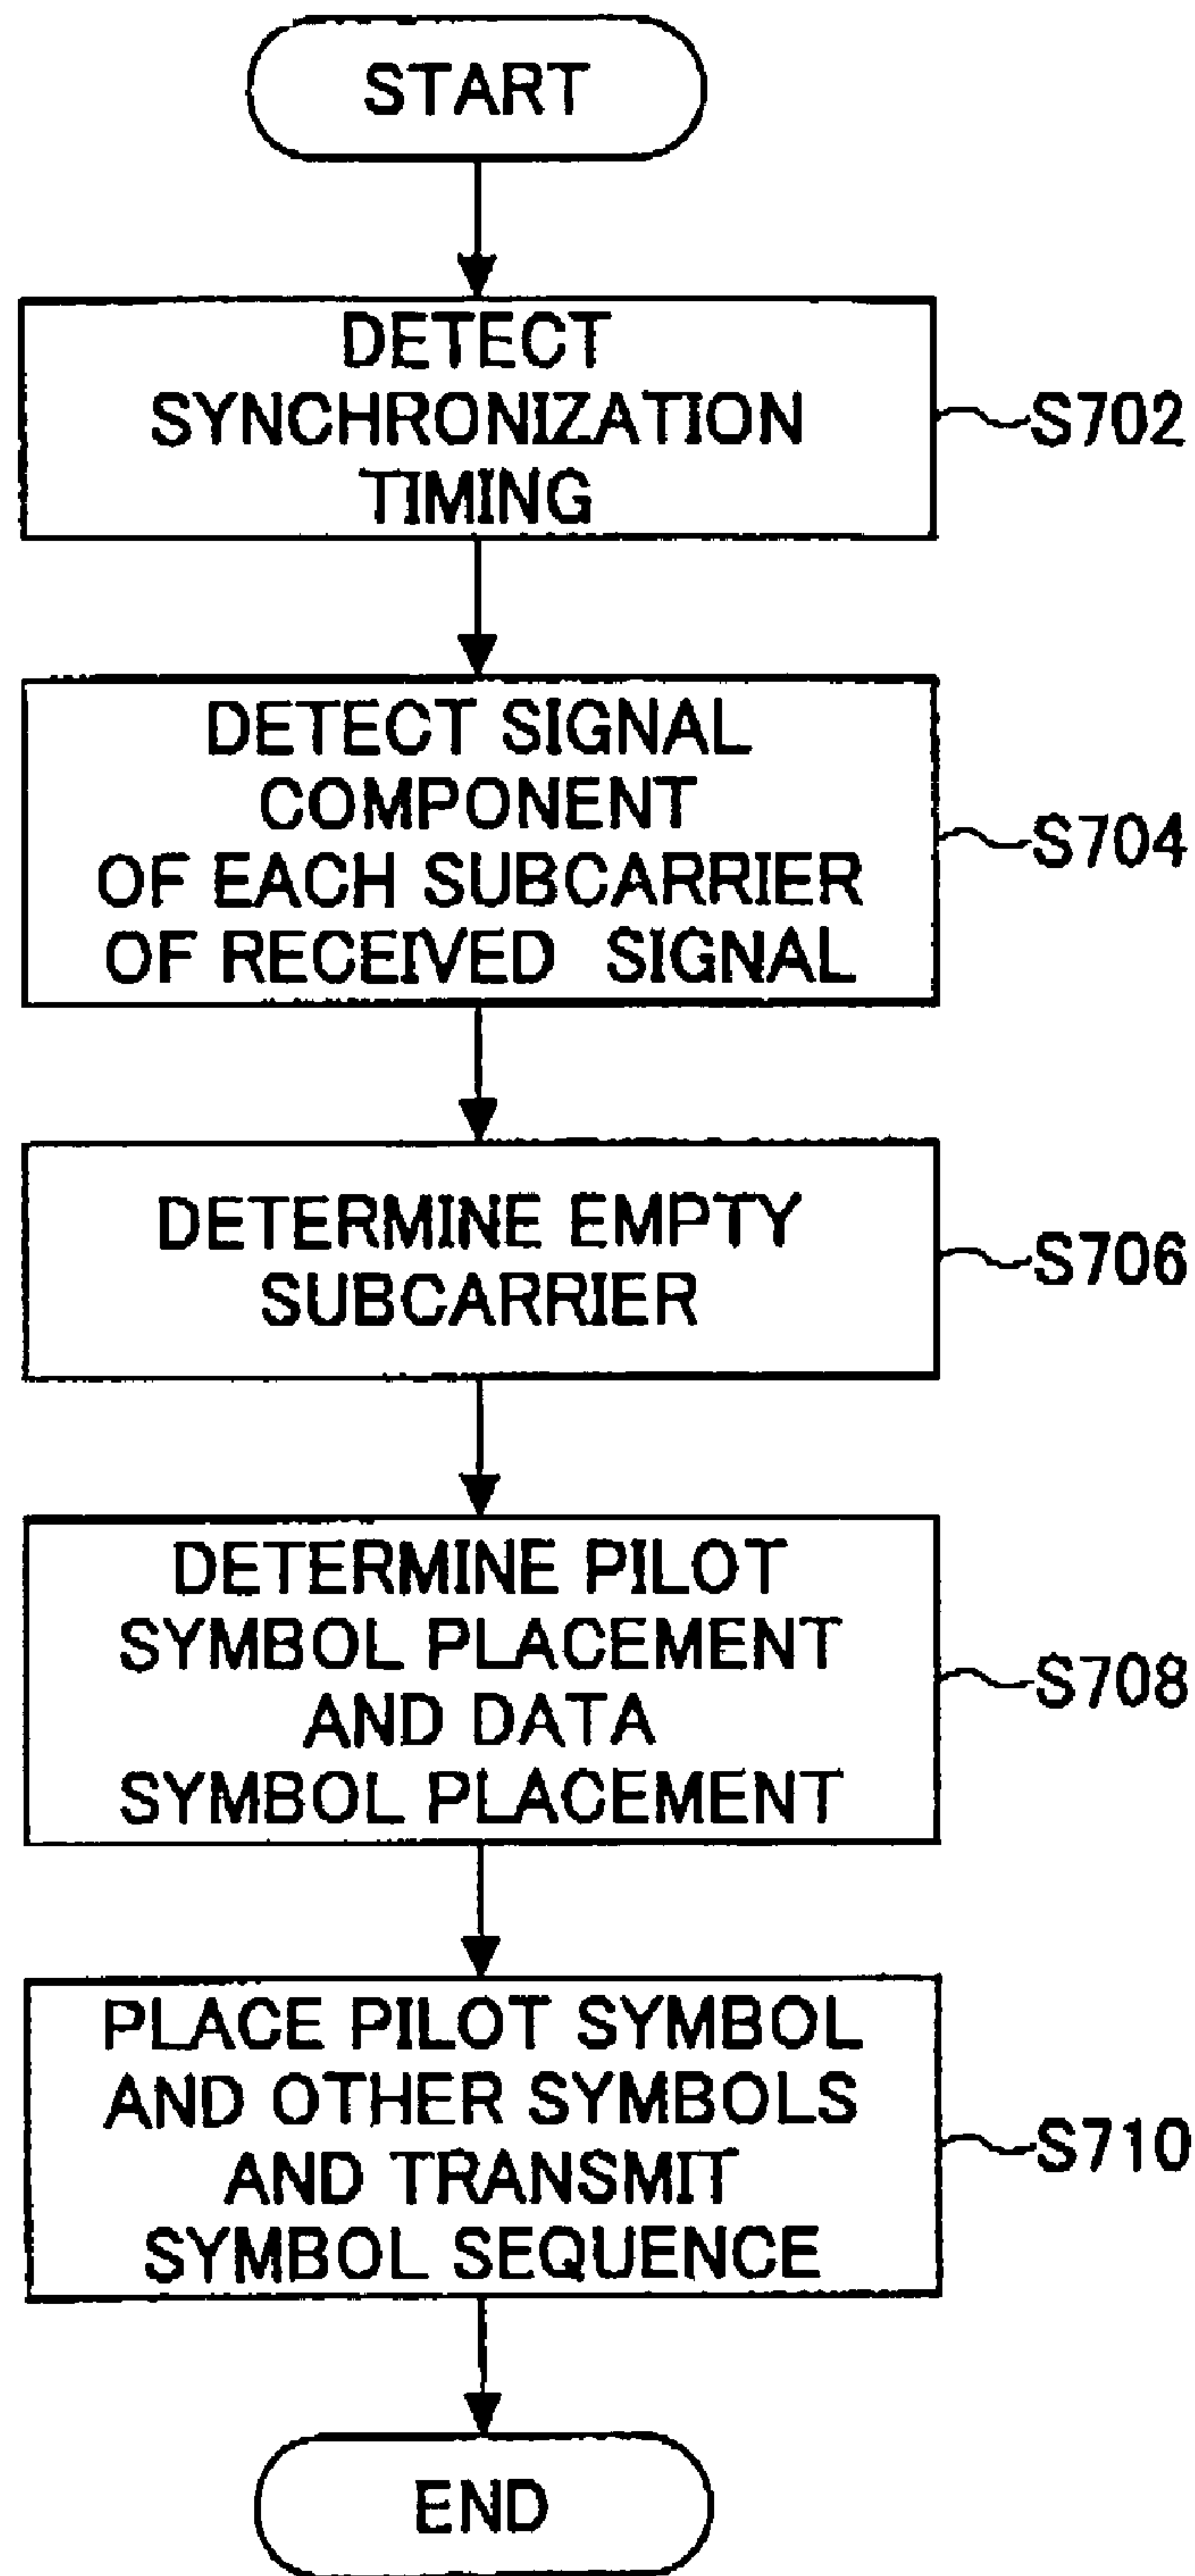 START
DETECT
SYNCHRONIZATION
TIMING
S702
DETECT SIGNAL
COMPONENT
OF EACH SUBCARRIER
OF RECEIVED SIGNAL
S704
DETERMINE EMPTY
SUBCARRIER
S706
DETERMINE PILOT
SYMBOL PLACEMENT
AND DATA
SYMBOL PLACEMENT
S708
PLACE PILOT SYMBOL
AND OTHER SYMBOLS
AND TRANSMIT
SYMBOL SEQUENCE
S710
END